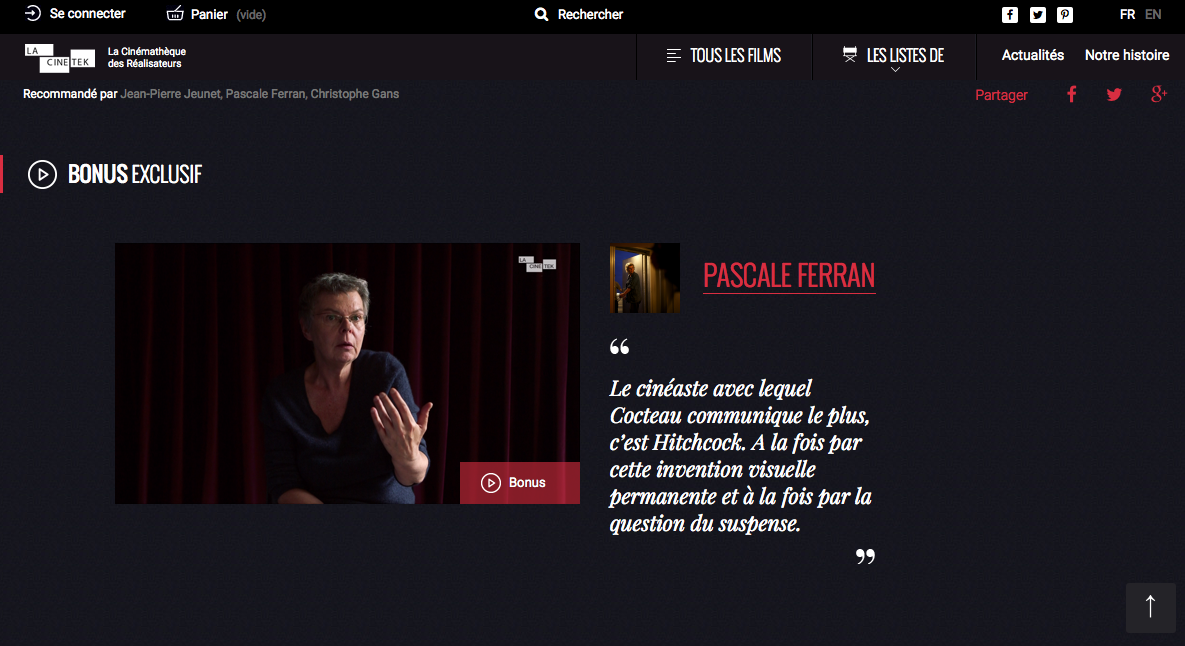 Se connecter
Panier (vide)
Rechercher
FR EN
LA CINETEK
La Cinémathèque
des Réalisateurs
TOUS LES FILMS
LES LISTES DE
Actualités
Notre histoire
Recommandé par Jean-Pierre Jeunet, Pascale Ferran, Christophe Gans
Partager
BONUS EXCLUSIF
LA CINETEK
Bonus
PASCALE FERRAN
“
Le cinéaste avec lequel
Cocteau communique le plus,
c’est Hitchcock. A la fois par
cette invention visuelle
permanente et à la fois par la
question du suspense.
”